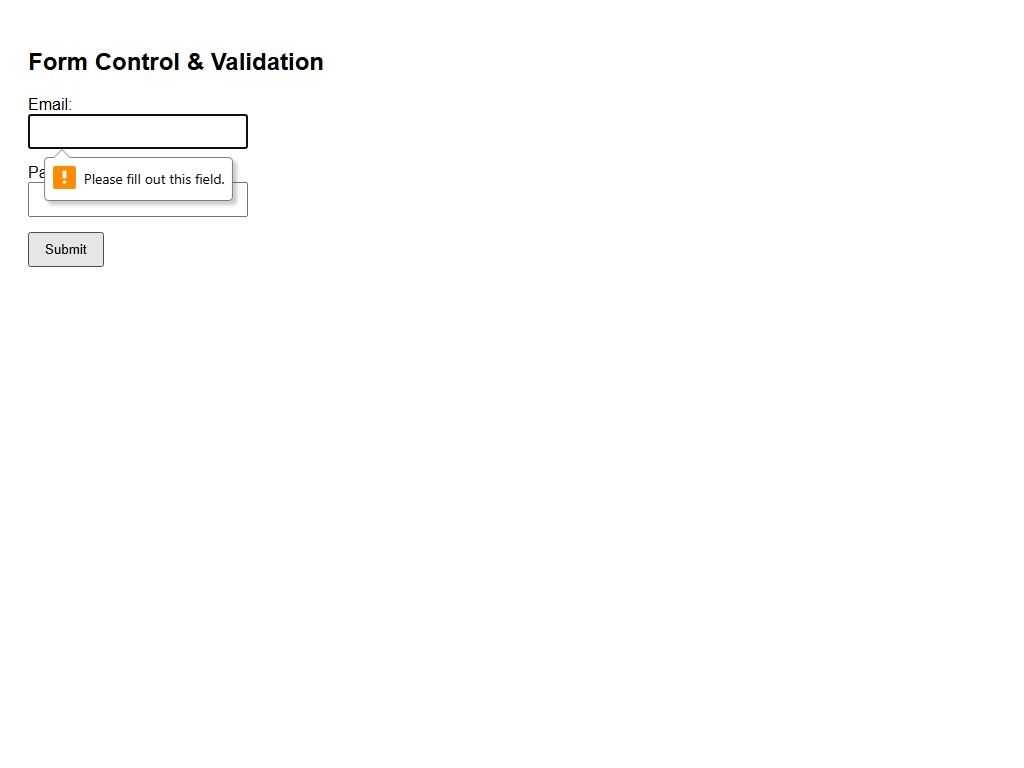 Form Control & Validation
Email:
Please fill out this field.
Submit